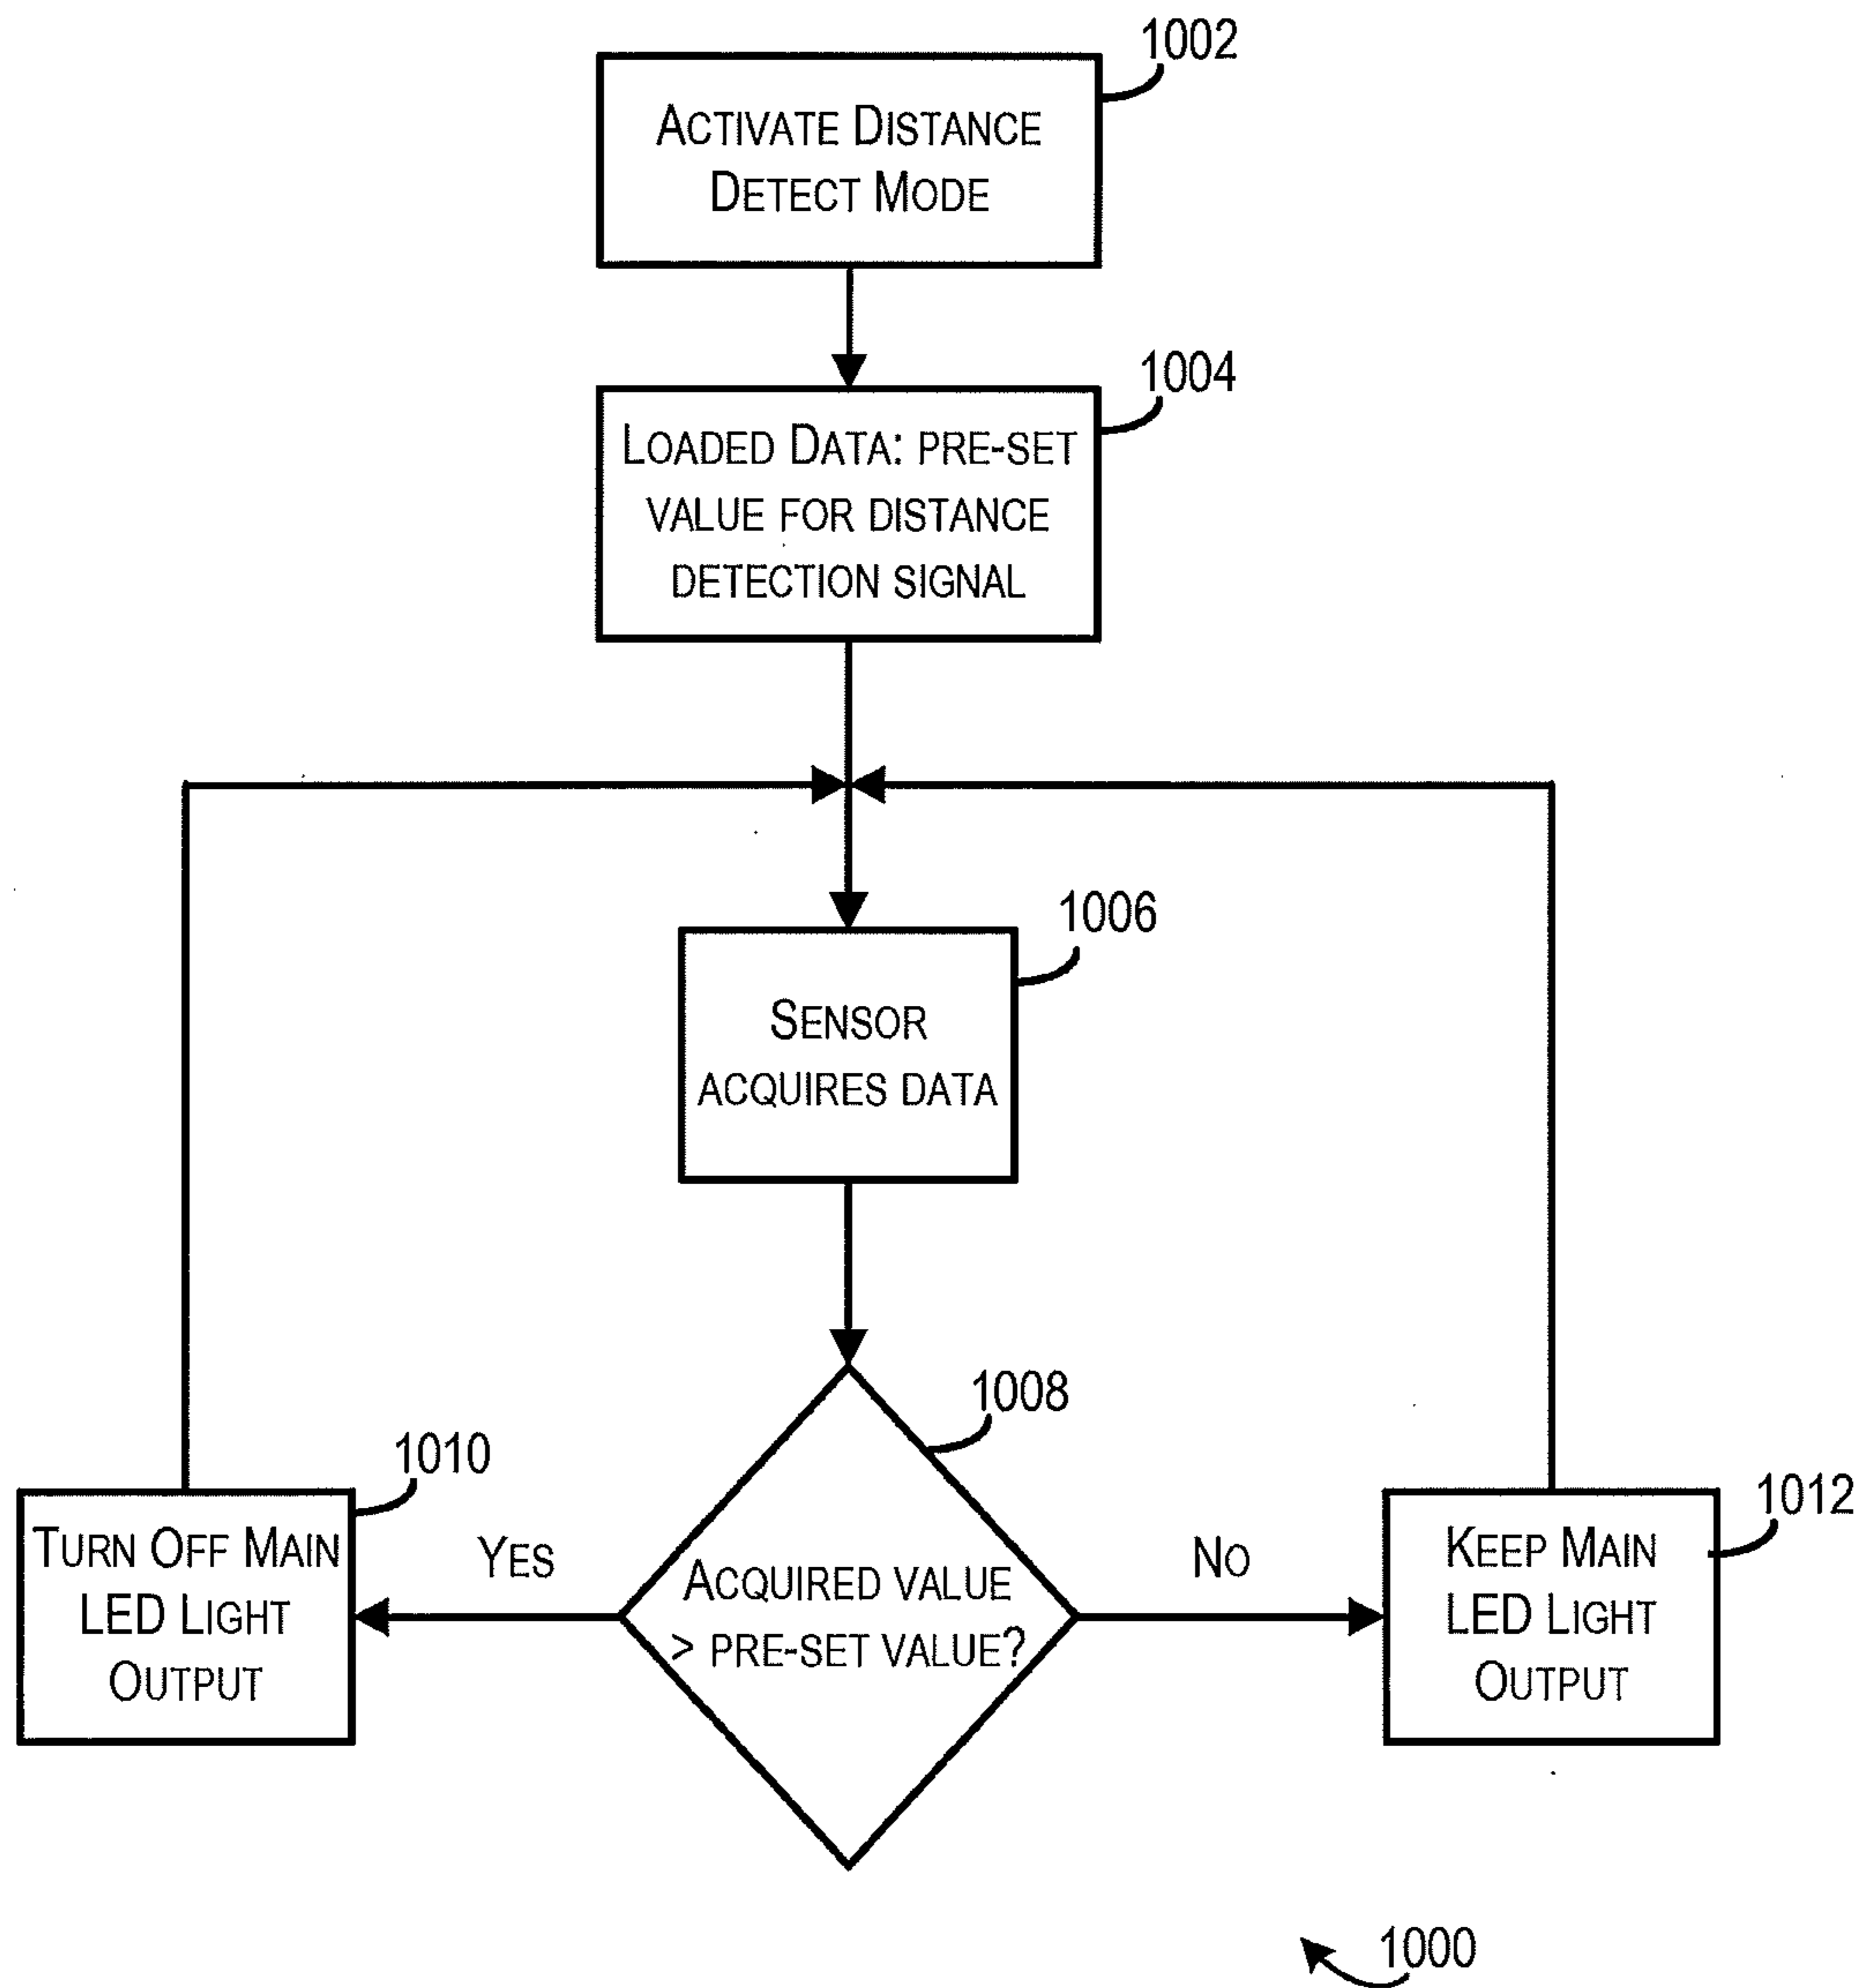 1002
ACTIVATE DISTANCE
DETECT MODE
1004
LOADED DATA: PRE-SET
VALUE FOR DISTANCE
DETECTION SIGNAL
1006
SENSOR
ACQUIRES DATA
1008
ACQUIRED VALUE
> PRE-SET VALUE?
YES
NO
1010
TURN OFF MAIN
LED LIGHT
OUTPUT
1012
KEEP MAIN
LED LIGHT
OUTPUT
1000